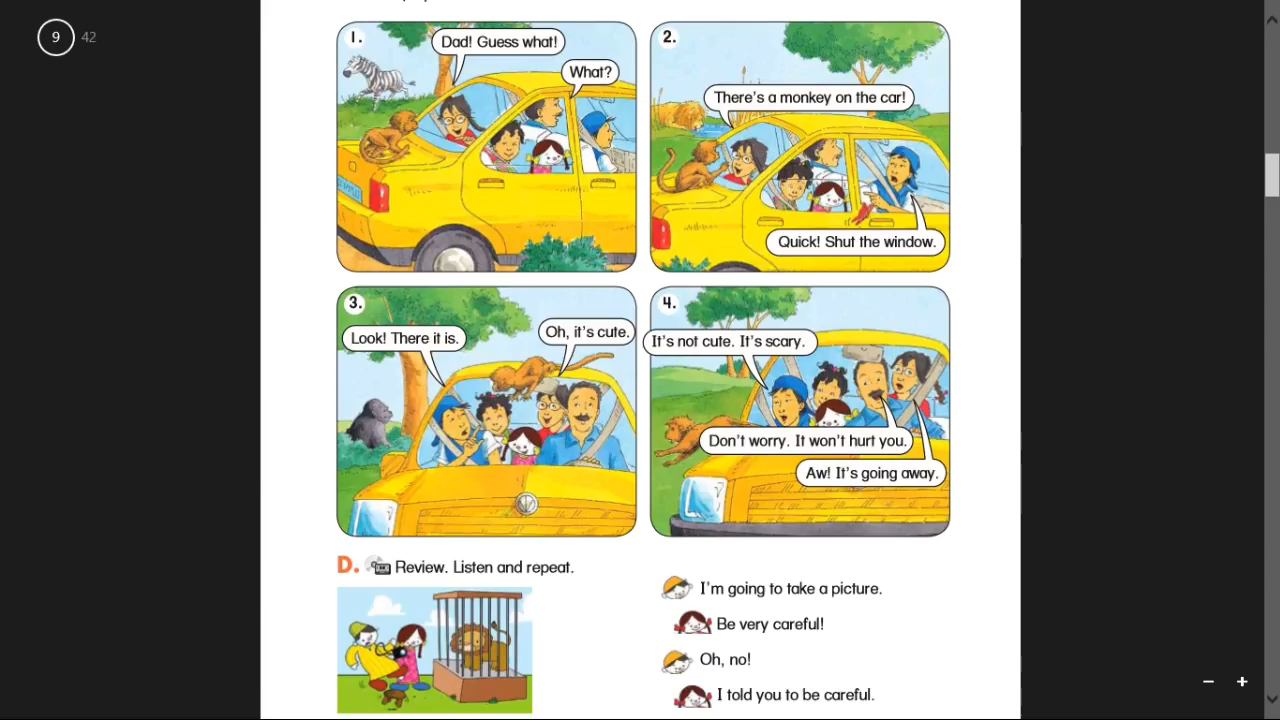 9 42
1.
Dad! Guess what!
What?
2.
There's a monkey on the car!
Quick! Shut the window.
3.
Look! There it is.
Oh, it's cute.
4.
It's not cute. It's scary.
Don't worry. It won't hurt you.
Aw! It's going away.
D. Review. Listen and repeat.
I'm going to take a picture.
Be very careful!
Oh, no!
I told you to be careful.